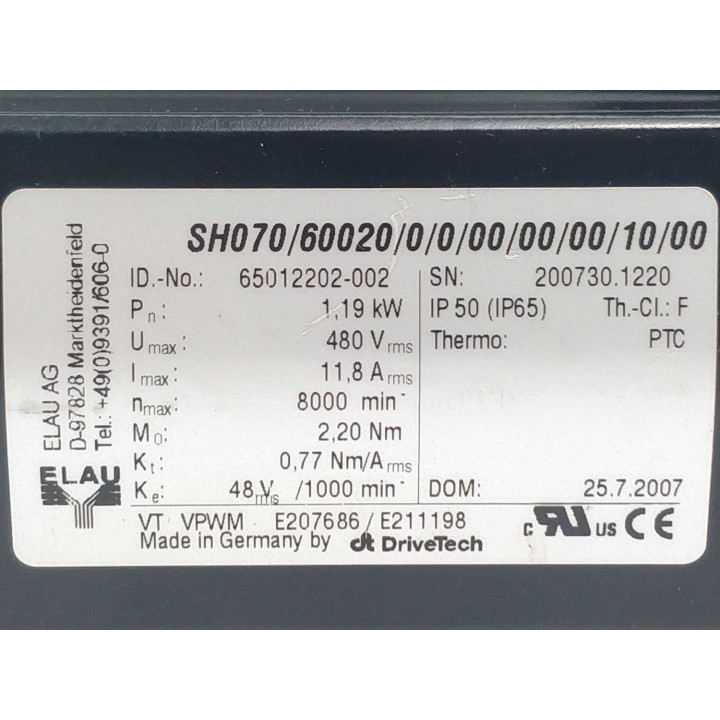 SH070/60020/0/0/00/00/00/10/00
ID.-No.: 65012202-002 SN: 200730.1220
Pn: 1,19 kW IP 50 (IP65) Th.-Cl.: F
Umax: 480 Vrms Thermo: PTC
Imax: 11,8 Arms
nmax: 8000 min-
M0: 2,20 Nm
Kt: 0,77 Nm/Arms
Ke: 48 Vrms /1000 min- DOM: 25.7.2007
VT VPWM E207686 / E211198
Made in Germany by dt DriveTech
c RU US CE
ELAU AG
D-97828 Marktheidenfeld
Tel.: +49(0)9391/606-0
ELAU